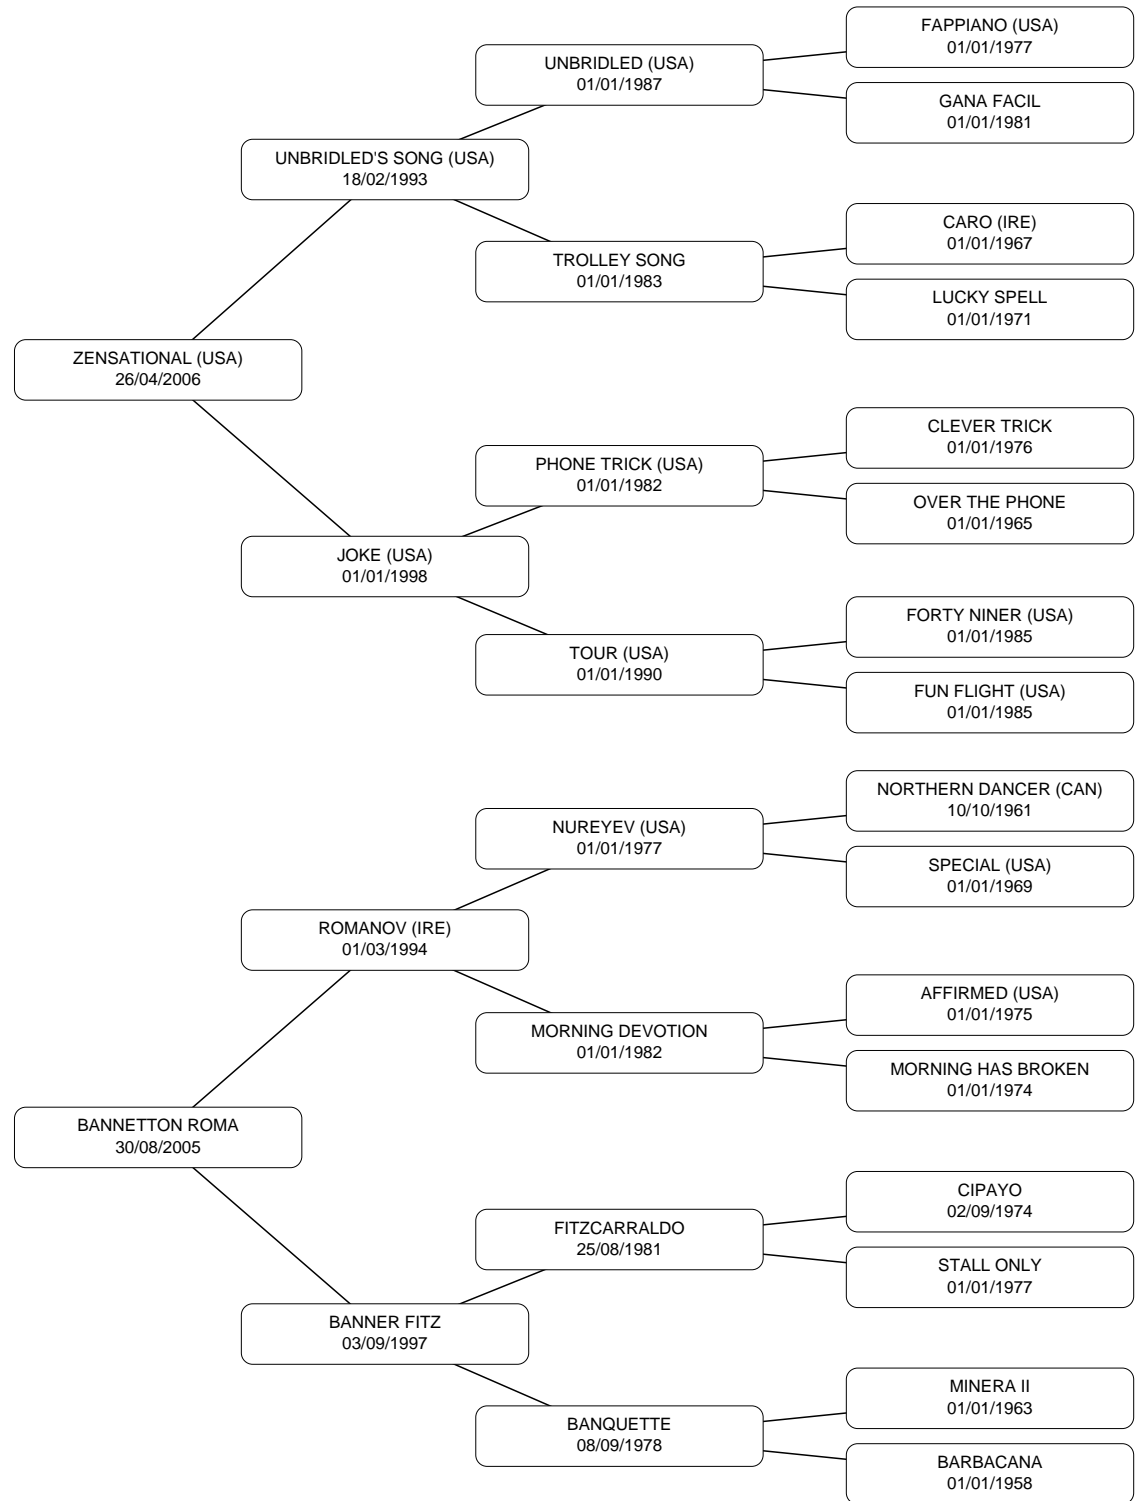 FAPPIANO (USA)
01/01/1977
UNBRIDLED (USA)
01/01/1987
GANA FACIL
01/01/1981
UNBRIDLED'S SONG (USA)
18/02/1993
CARO (IRE)
01/01/1967
TROLLEY SONG
01/01/1983
LUCKY SPELL
01/01/1971
ZENSATIONAL (USA)
26/04/2006
CLEVER TRICK
01/01/1976
PHONE TRICK (USA)
01/01/1982
OVER THE PHONE
01/01/1965
JOKE (USA)
01/01/1998
FORTY NINER (USA)
01/01/1985
TOUR (USA)
01/01/1990
FUN FLIGHT (USA)
01/01/1985
NORTHERN DANCER (CAN)
10/10/1961
NUREYEV (USA)
01/01/1977
SPECIAL (USA)
01/01/1969
ROMANOV (IRE)
01/03/1994
AFFIRMED (USA)
01/01/1975
MORNING DEVOTION
01/01/1982
MORNING HAS BROKEN
01/01/1974
BANNETTON ROMA
30/08/2005
CIPAYO
02/09/1974
FITZCARRALDO
25/08/1981
STALL ONLY
01/01/1977
BANNER FITZ
03/09/1997
MINERA II
01/01/1963
BANQUETTE
08/09/1978
BARBACANA
01/01/1958